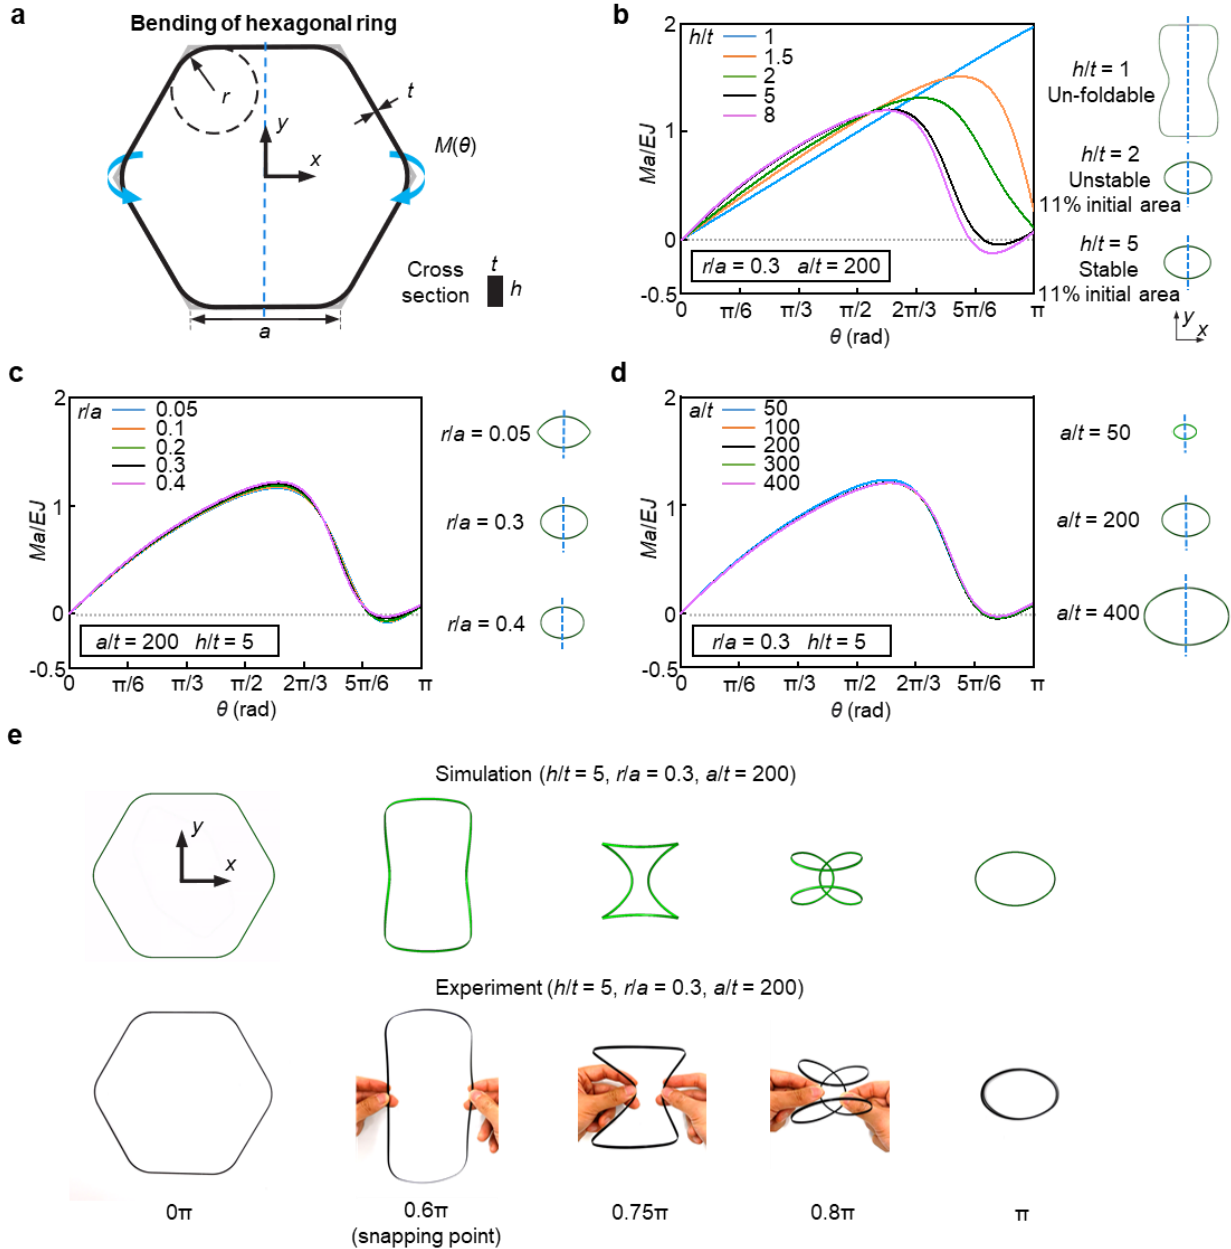 a
Bending of hexagonal ring
r
t
y
x
M(θ)
Cross
section
t
h
a
b
h/t
1
1.5
2
5
8
2
1
0
-0.5
Ma/EJ
r/a = 0.3 a/t = 200
0 π/6 π/3 π/2 2π/3 5π/6 π
θ (rad)
h/t = 1
Un-foldable
h/t = 2
Unstable
11% initial area
h/t = 5
Stable
11% initial area
y
x
c
r/a
0.05
0.1
0.2
0.3
0.4
2
1
0
-0.5
Ma/EJ
a/t = 200 h/t = 5
0 π/6 π/3 π/2 2π/3 5π/6 π
θ (rad)
r/a = 0.05
r/a = 0.3
r/a = 0.4
d
a/t
50
100
200
300
400
2
1
0
-0.5
Ma/EJ
r/a = 0.3 h/t = 5
0 π/6 π/3 π/2 2π/3 5π/6 π
θ (rad)
a/t = 50
a/t = 200
a/t = 400
e
Simulation (h/t = 5, r/a = 0.3, a/t = 200)
y
x
Experiment (h/t = 5, r/a = 0.3, a/t = 200)
0π 0.6π 0.75π 0.8π π
(snapping point)